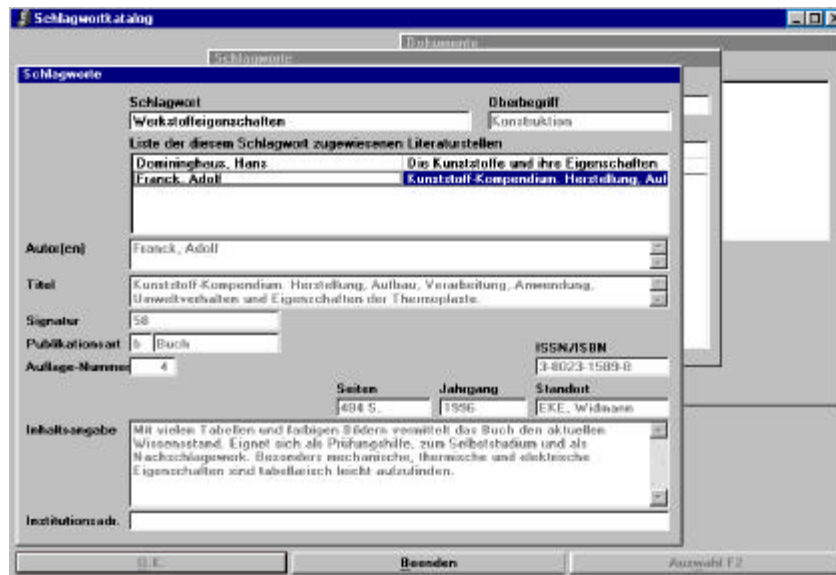 Schlagwortkatalog
Dokumente
Schlagworte
Schlagworte
Schlagwort Oberbegriff
Werkstoffeigenschaften Konstruktion
Liste der diesem Schlagwort zugewiesenen Literaturstellen
Domininghaus, Hans Die Kunststoffe und ihre Eigenschaften
Franck, Adolf Kunststoff-Kompendium. Herstellung, Auf
Autor(en) Franck, Adolf
Titel Kunststoff-Kompendium. Herstellung, Aufbau, Verarbeitung, Anwendung,
Umweltverhalten und Eigenschaften der Thermoplaste.
Signatur 58
Publikationsart b Buch ISSN/ISBN
Auflage-Nummer 4 3-8023-1589-8
Seiten Jahrgang Standort
484 S. 1996 EKE, Widmann
Inhaltsangabe Mit vielen Tabellen und farbigen Bildern vermittelt das Buch den aktuellen
Wissensstand. Eignet sich als Prüfungshilfe, zum Selbststudium und als
Nachschlagewerk. Besonders mechanische, thermische und elektrische
Eigenschaften sind tabellarisch leicht aufzufinden.
Institutionsadr.
O.K. Beenden Auswahl F2